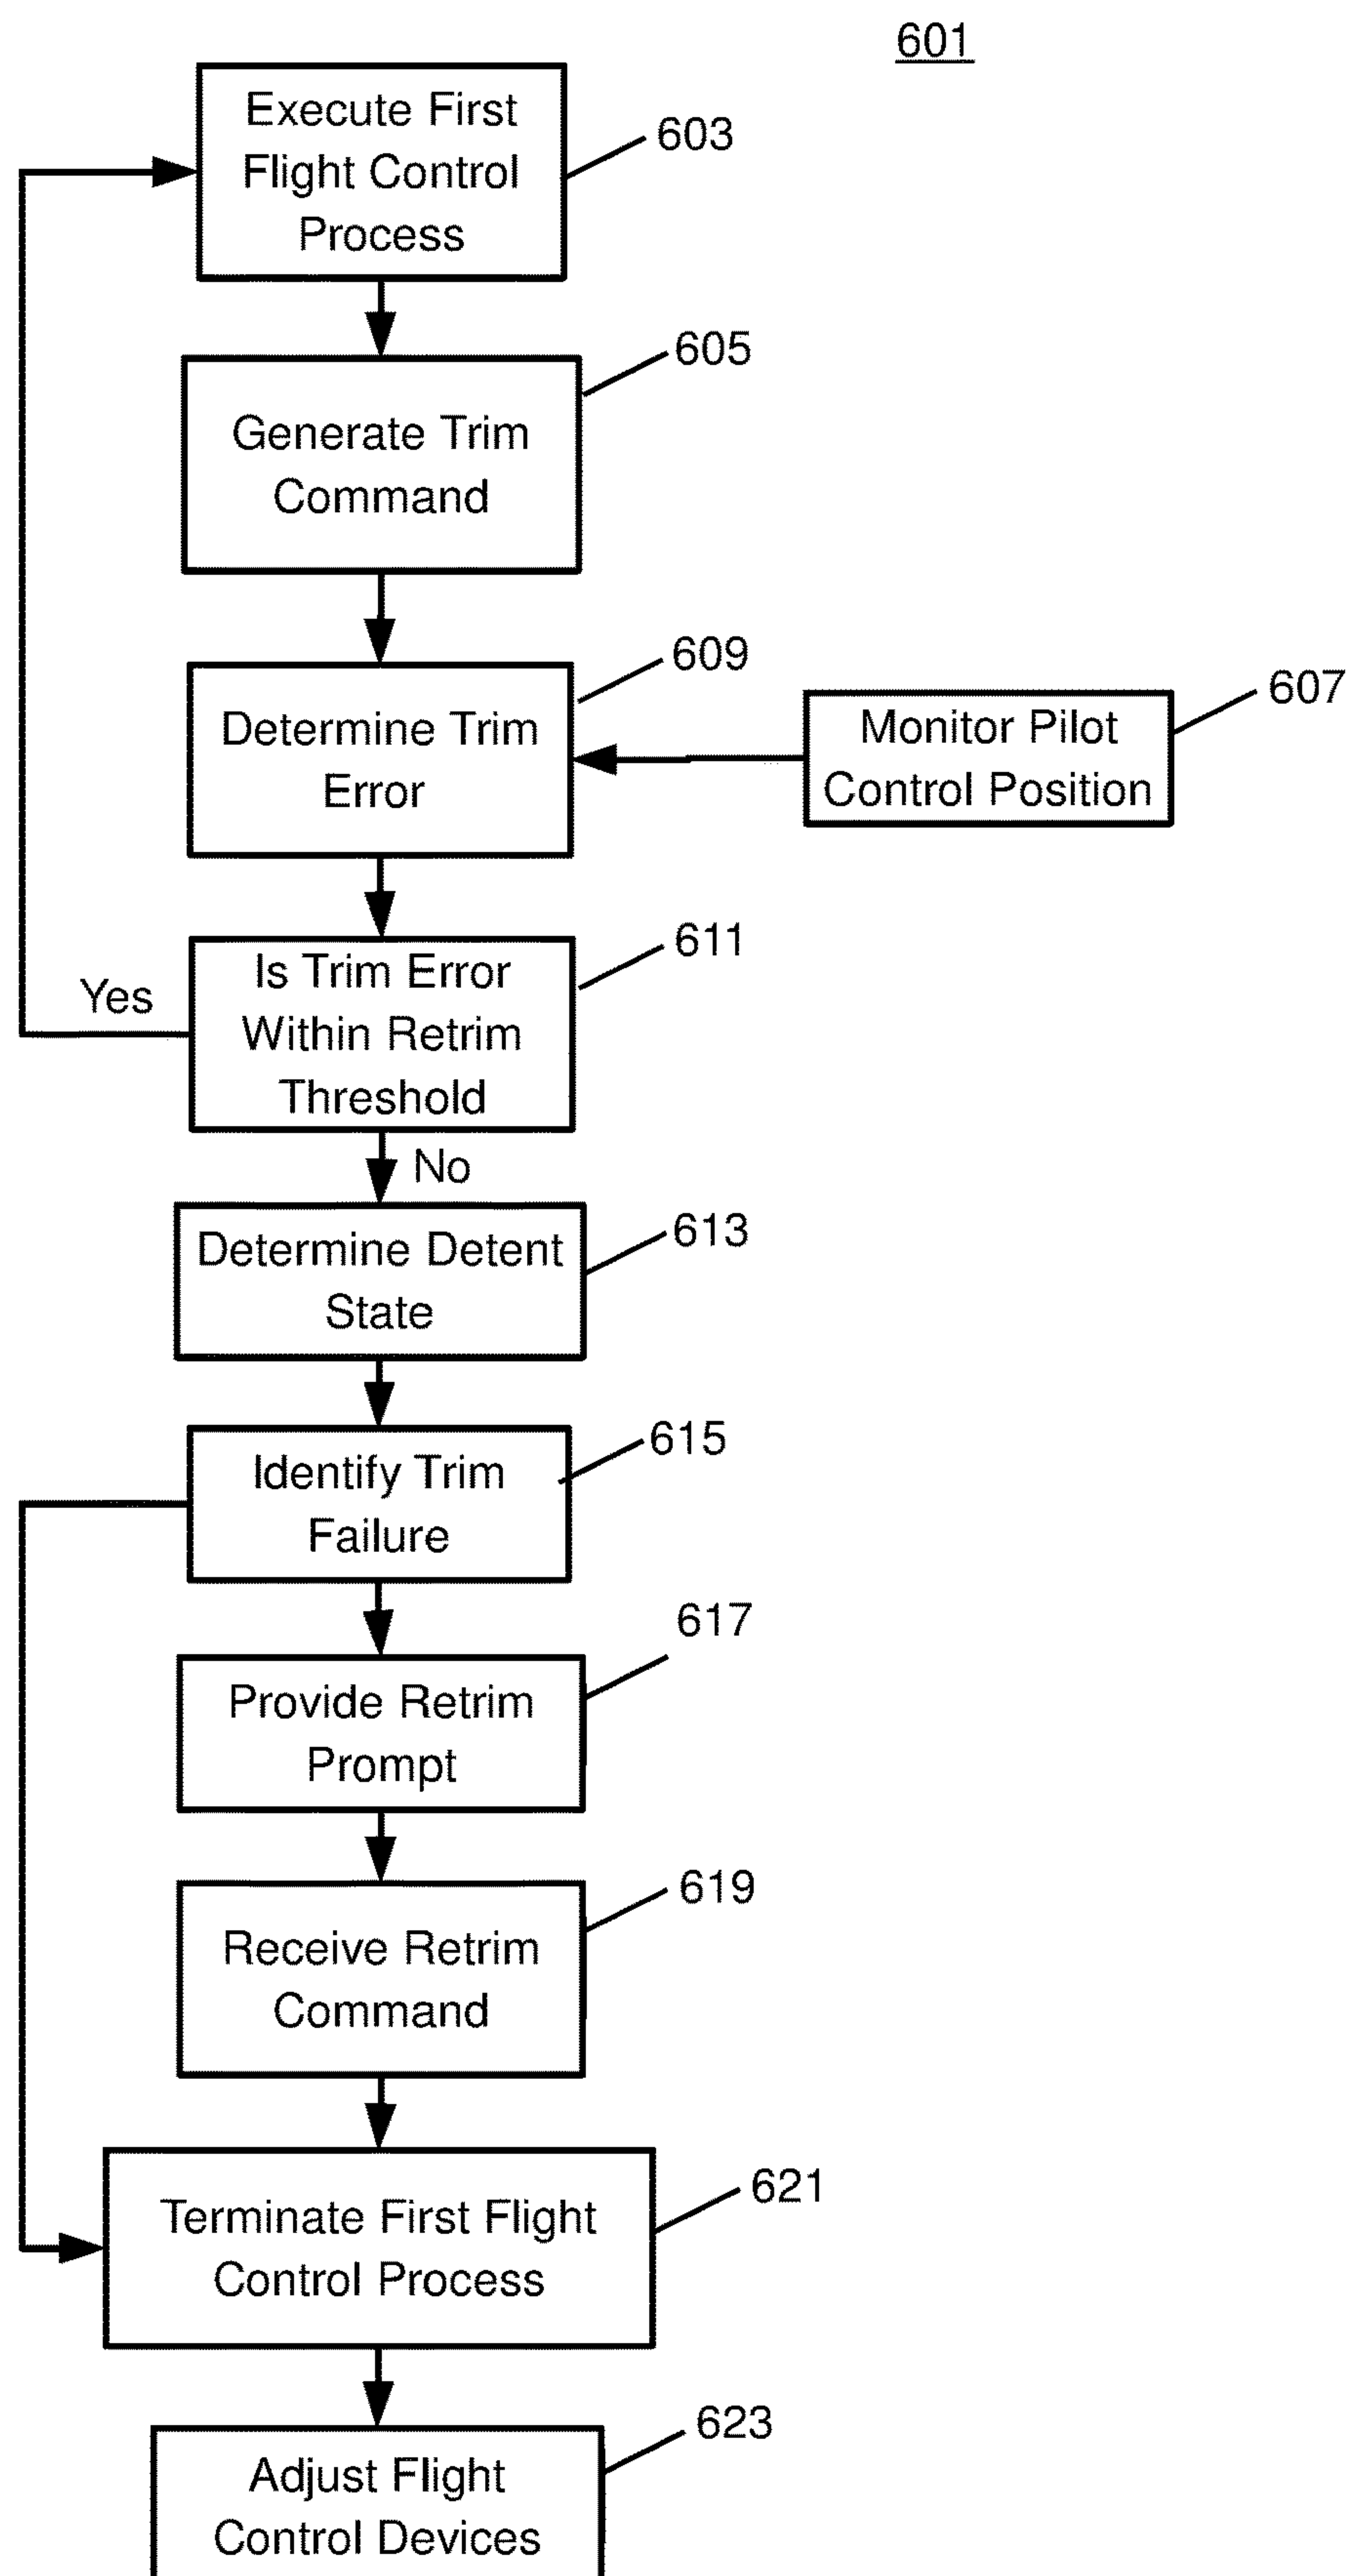 601
Execute First
Flight Control
Process
603
Generate Trim
Command
605
Determine Trim
Error
609
Monitor Pilot
Control Position
607
Is Trim Error
Within Retrim
Threshold
611
Yes
No
Determine Detent
State
613
Identify Trim
Failure
615
Provide Retrim
Prompt
617
Receive Retrim
Command
619
Terminate First Flight
Control Process
621
Adjust Flight
Control Devices
623